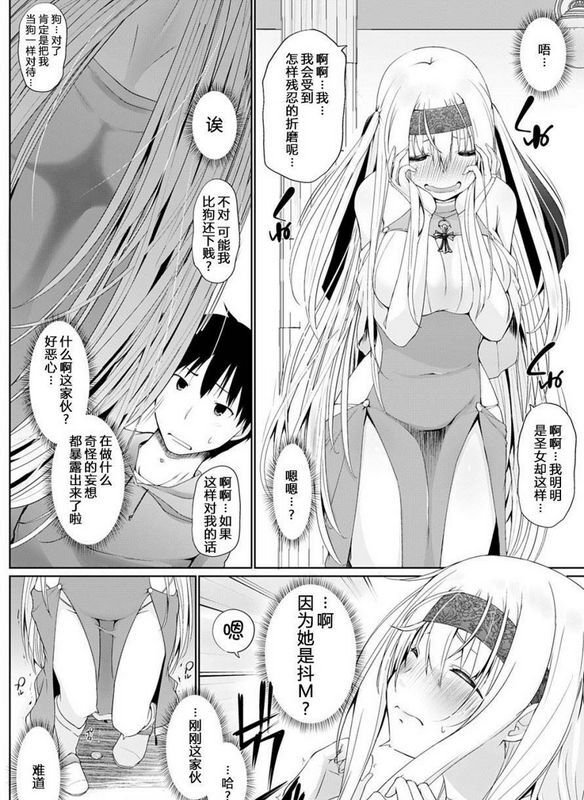 唔…
啊啊…我…
我会受到
怎样残忍
的折磨呢…
啊啊…我明明
是圣女却这样…
嗯嗯…？
狗…对了
肯定是把我
当狗一样对待…
诶
不对 可能我
比狗还下贱？
什么啊这家伙？
好恶心…
在做什么
奇怪的妄想
都暴露出来了啦
啊啊…如果
这样对我的话
…啊
因为她是抖M？
嗯
…哈？
…刚刚这家伙
难道